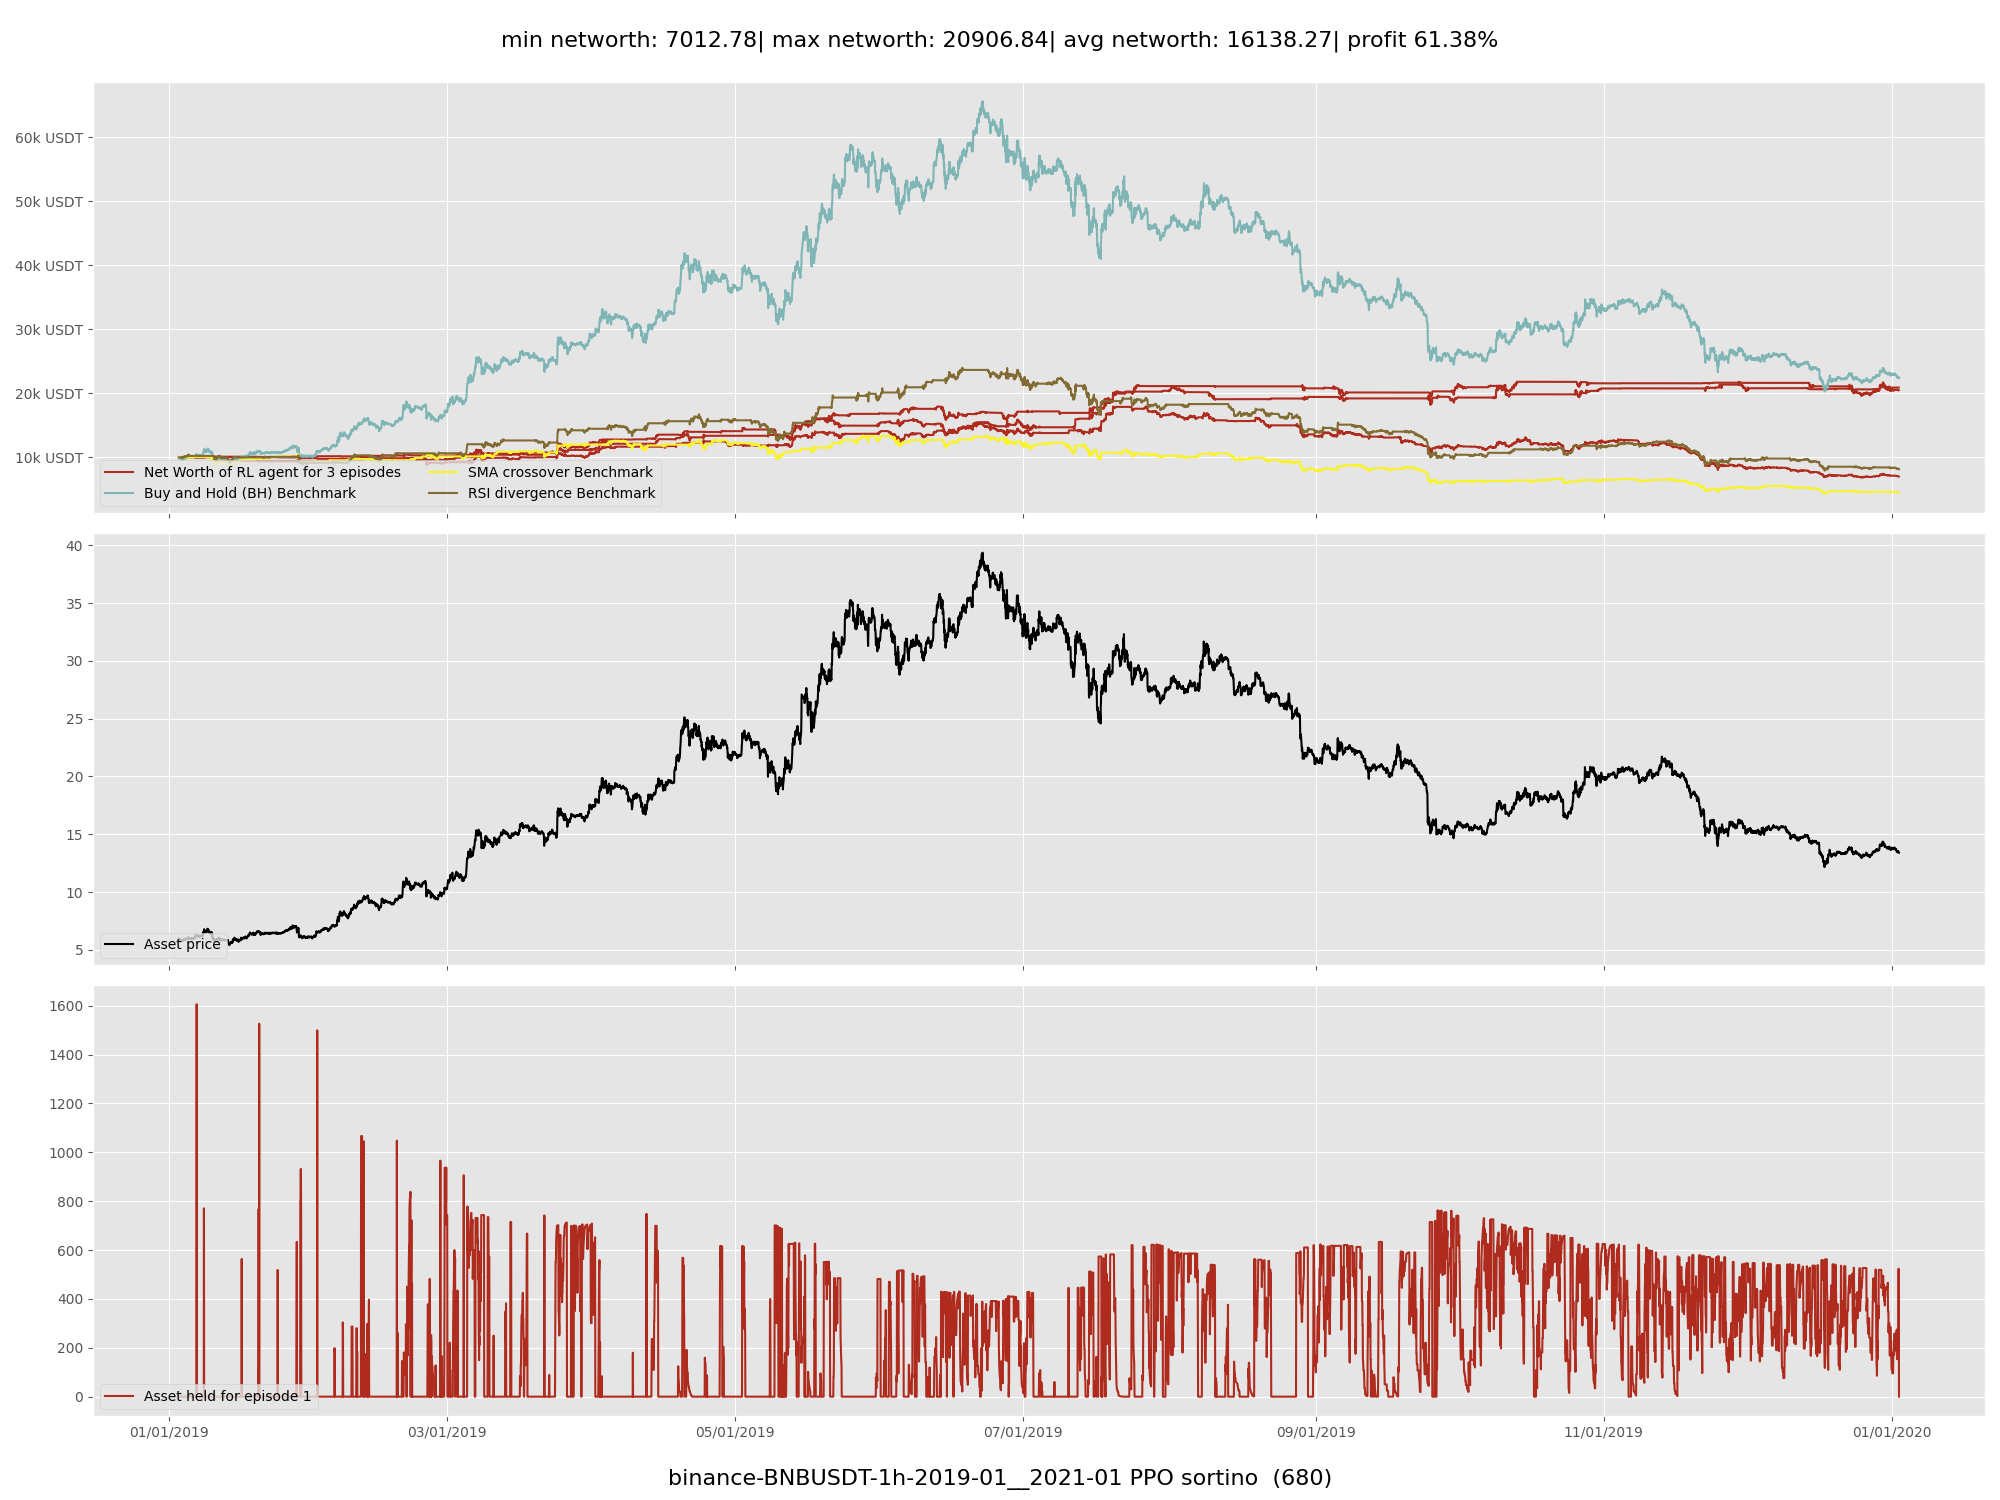 min networth: 7012.78| max networth: 20906.84| avg networth: 16138.27| profit 61.38%
60k USDT
50k USDT
40k USDT
30k USDT
20k USDT
10k USDT
Net Worth of RL agent for 3 episodes
Buy and Hold (BH) Benchmark
SMA crossover Benchmark
RSI divergence Benchmark
40
35
30
25
20
15
10
5
Asset price
1600
1400
1200
1000
800
600
400
200
0
Asset held for episode 1
01/01/2019 03/01/2019 05/01/2019 07/01/2019 09/01/2019 11/01/2019 01/01/2020
binance-BNBUSDT-1h-2019-01__2021-01 PPO sortino (680)